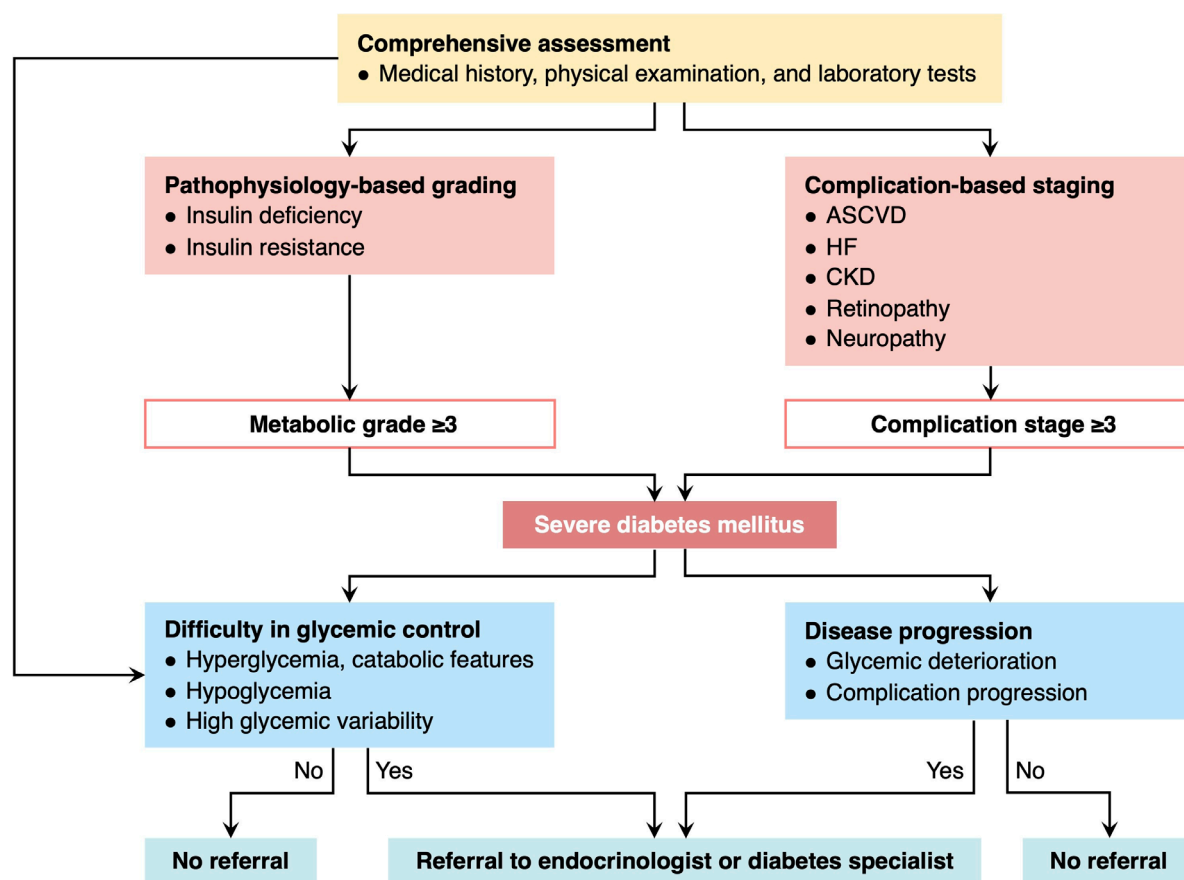 Comprehensive assessment
● Medical history, physical examination, and laboratory tests
Pathophysiology-based grading
● Insulin deficiency
● Insulin resistance
Complication-based staging
● ASCVD
● HF
● CKD
● Retinopathy
● Neuropathy
Metabolic grade ≥3
Complication stage ≥3
Severe diabetes mellitus
Difficulty in glycemic control
● Hyperglycemia, catabolic features
● Hypoglycemia
● High glycemic variability
Disease progression
● Glycemic deterioration
● Complication progression
No
Yes
Yes
No
No referral
Referral to endocrinologist or diabetes specialist
No referral